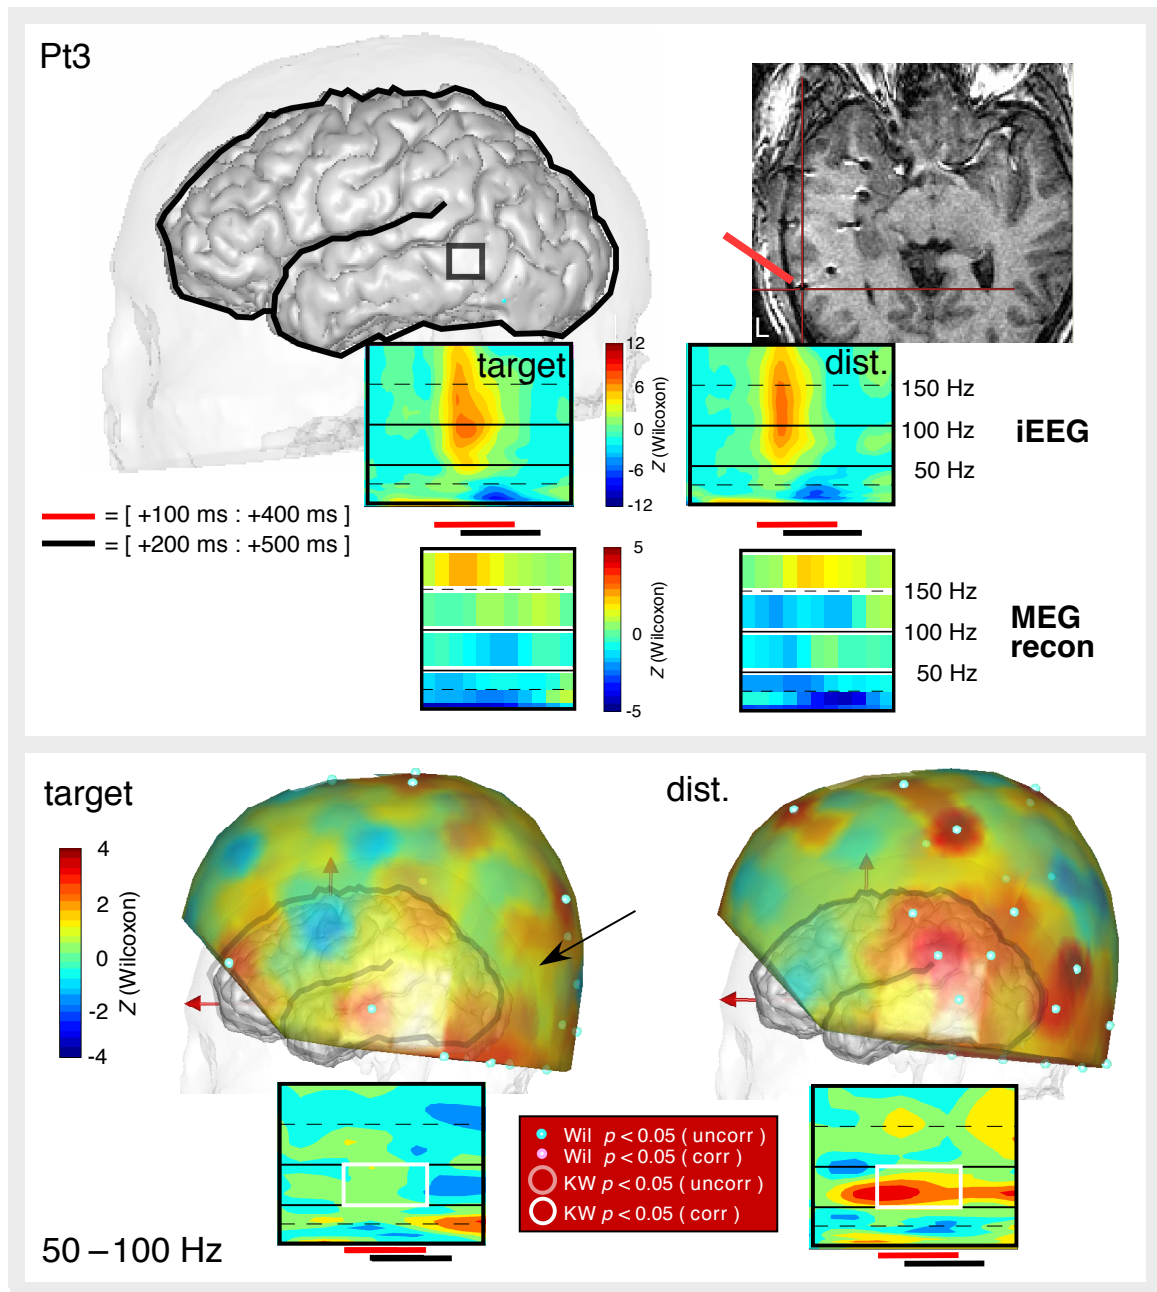 Pt3
L
target
dist.
12
6
0
-6
-12
Z (Wilcoxon)
150 Hz
100 Hz
50 Hz
iEEG
= [ +100 ms : +400 ms ]
= [ +200 ms : +500 ms ]
5
0
-5
Z (Wilcoxon)
150 Hz
100 Hz
50 Hz
MEG
recon
target
dist.
4
2
0
-2
-4
Z (Wilcoxon)
Wil p < 0.05 ( uncorr )
Wil p < 0.05 ( corr )
KW p < 0.05 ( uncorr )
KW p < 0.05 ( corr )
50 – 100 Hz